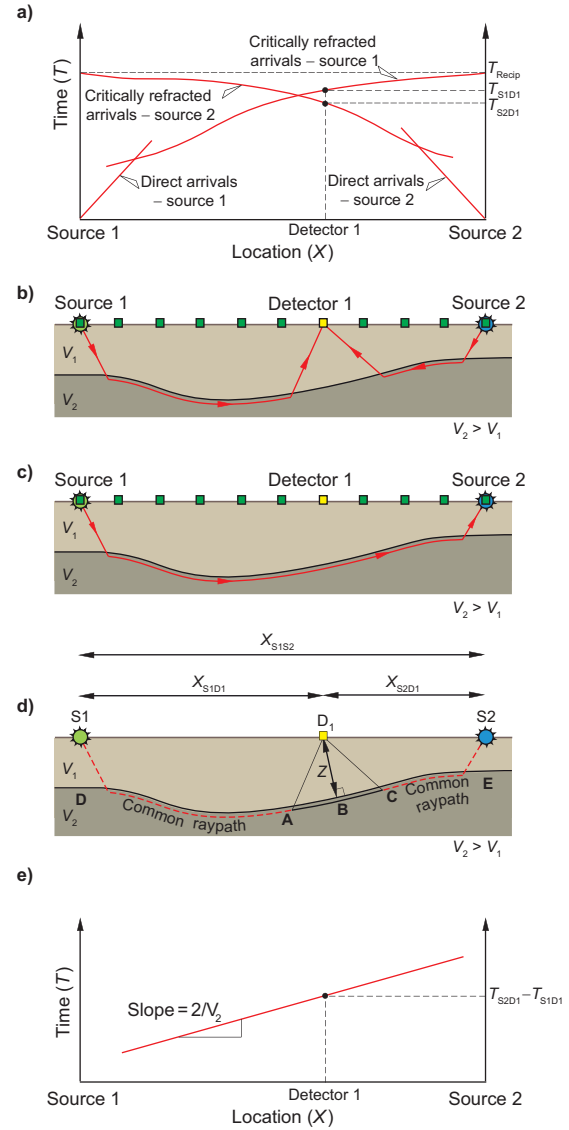 a)
Critically refracted
arrivals – source 1
Time (T)
T_Recip
T_S1D1
T_S2D1
Critically refracted
arrivals – source 2
Direct arrivals
– source 1
Direct arrivals
– source 2
Source 1
Detector 1
Source 2
Location (X)
b)
Source 1
Detector 1
Source 2
V_1
V_2
V_2 > V_1
c)
Source 1
Detector 1
Source 2
V_1
V_2
V_2 > V_1
X_S1S2
X_S1D1
X_S2D1
d)
S1
D_1
S2
V_1
Z
D
Common raypath
A
B
C
Common
raypath
E
V_2
V_2 > V_1
e)
Time (T)
T_S2D1 – T_S1D1
Slope = 2/V_2
Source 1
Detector 1
Source 2
Location (X)